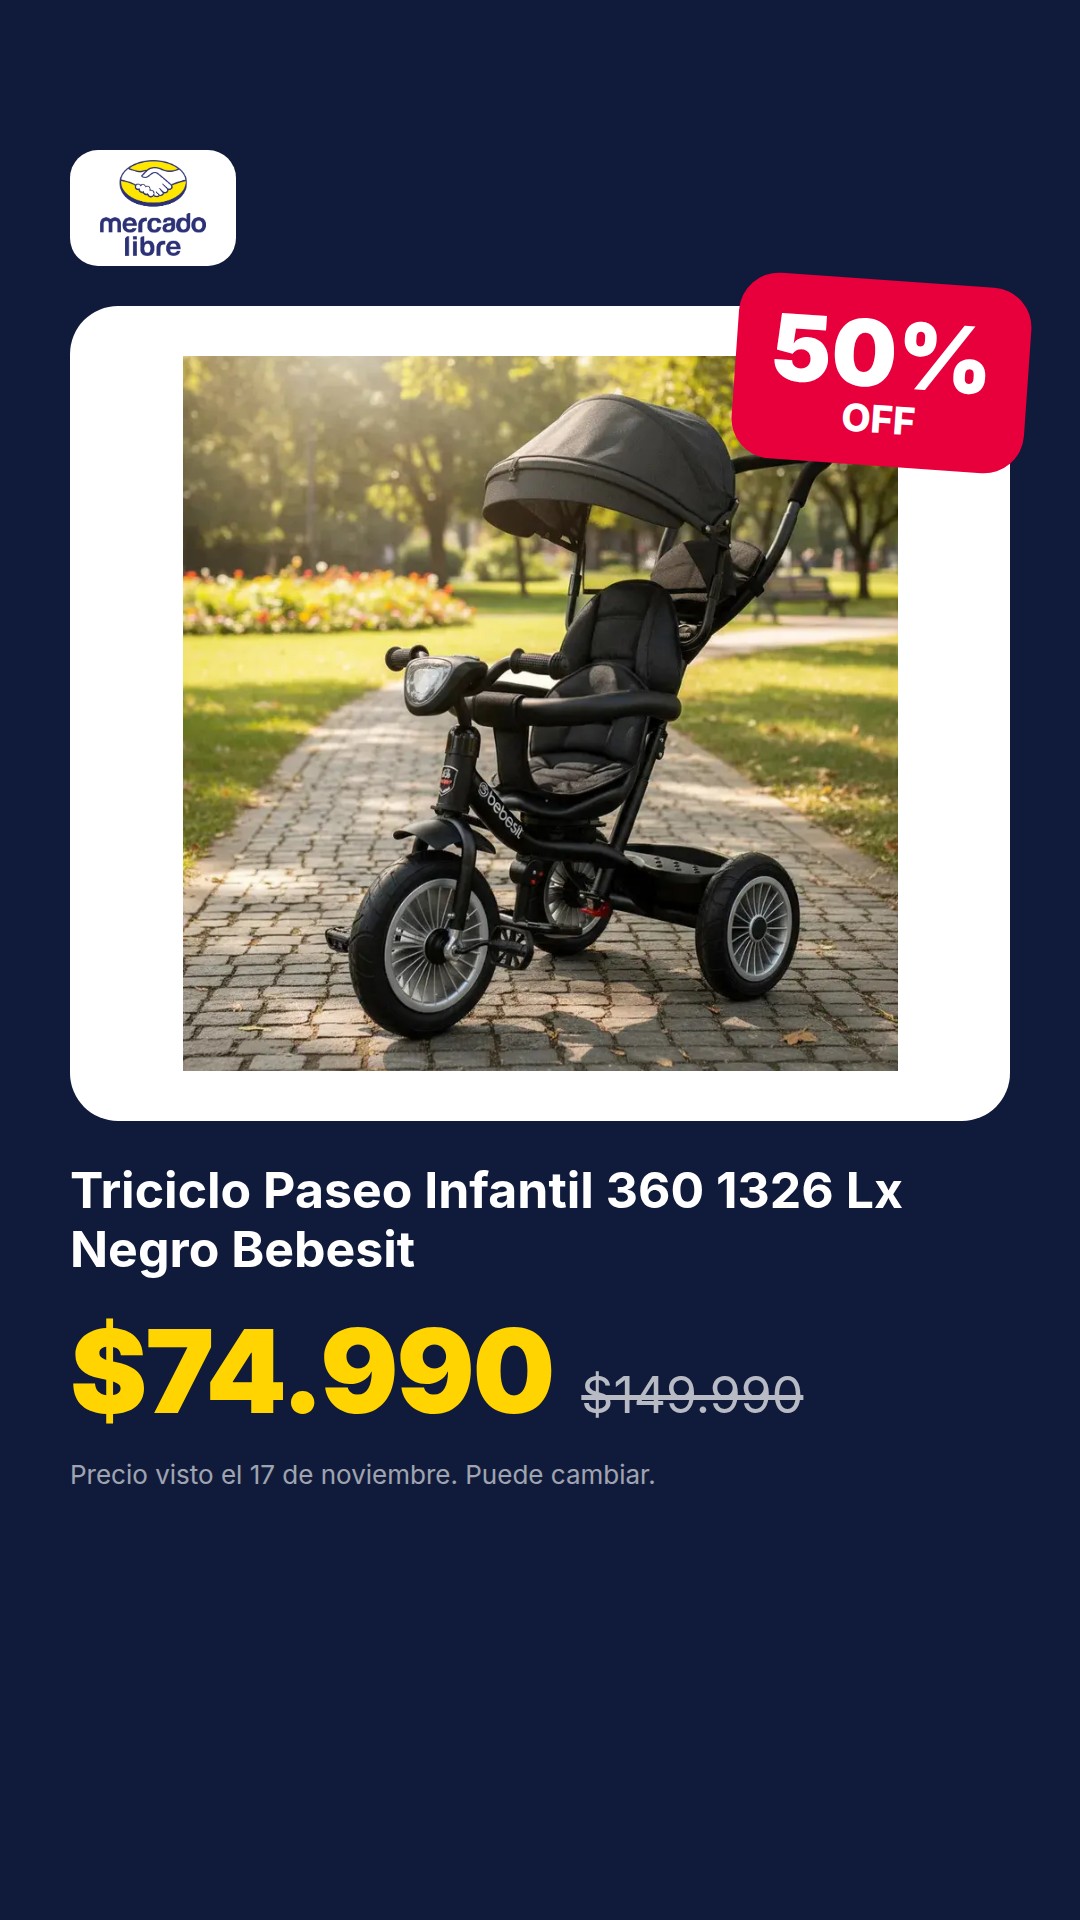 mercado
libre
50%
OFF
bebesit
Triciclo Paseo Infantil 360 1326 Lx
Negro Bebesit
$74.990 $149.990
Precio visto el 17 de noviembre. Puede cambiar.